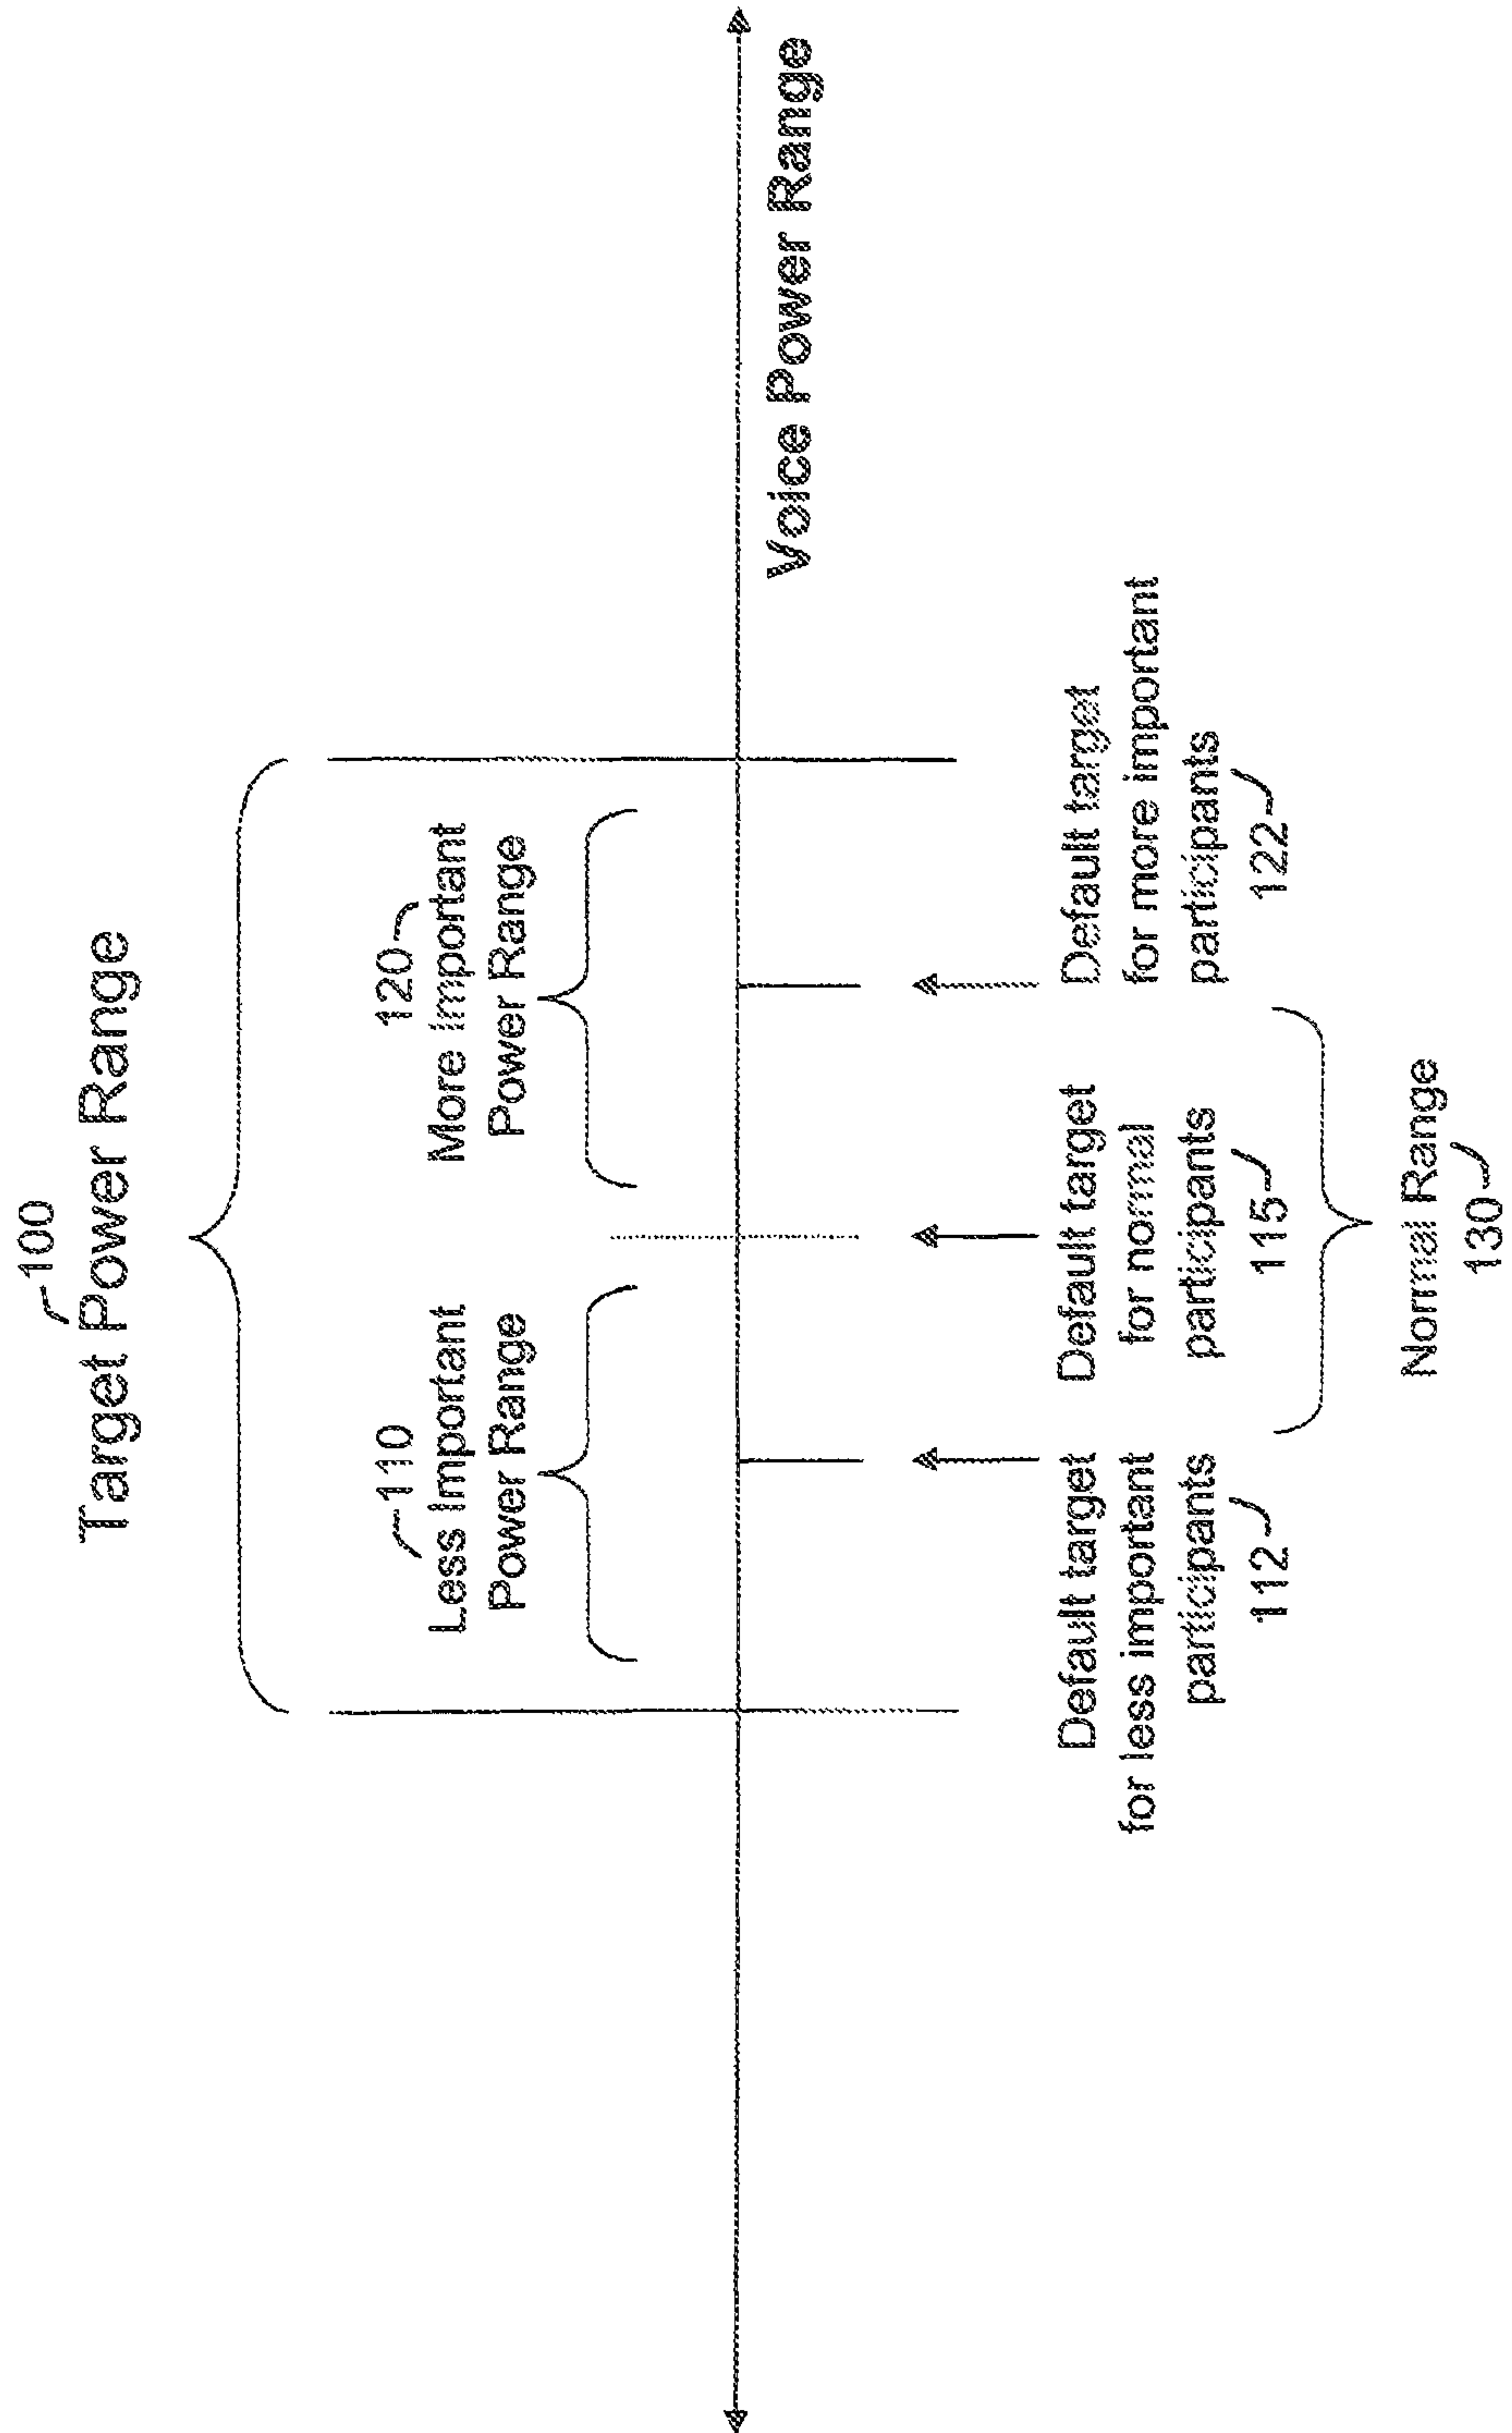 100
Target Power Range
110
Less Important
Power Range
120
More Important
Power Range
Voice Power Range
Default target
for less important
participants
112
Default target
for normal
participants
115
Default target
for more important
participants
122
Normal Range
130